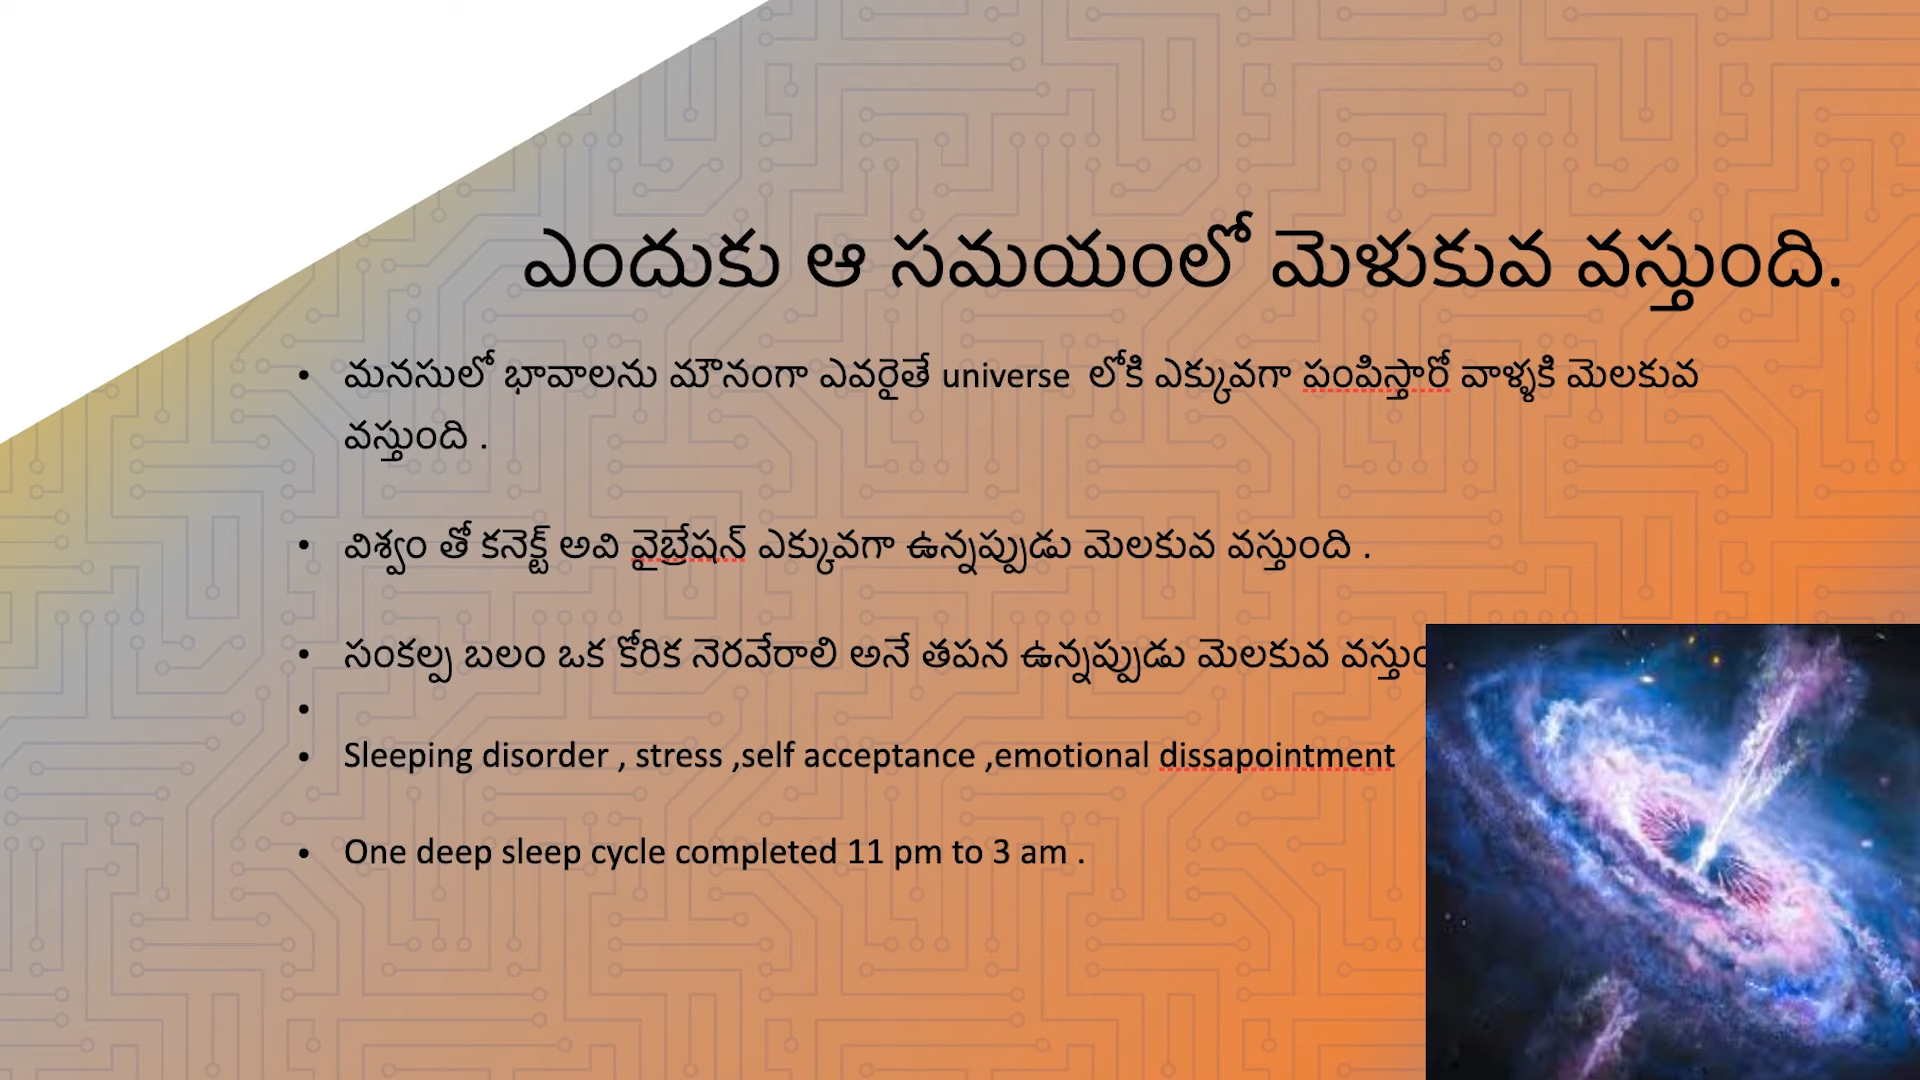 ఎందుకు ఆ సమయంలో మెళుకువ వస్తుంది.
• మనసులో భావాలను మౌనంగా ఎవరైతే universe లోకి ఎక్కువగా పంపిస్తారో వాళ్ళకి మెలకువ
వస్తుంది .
• విశ్వం తో కనెక్ట్ అవి వైబ్రేషన్ ఎక్కువగా ఉన్నప్పుడు మెలకువ వస్తుంది .
• సంకల్ప బలం ఒక కోరిక నెరవేరాలి అనే తపన ఉన్నప్పుడు మెలకువ
•
• Sleeping disorder , stress ,self acceptance ,emotional dissapointment
• One deep sleep cycle completed 11 pm to 3 am .